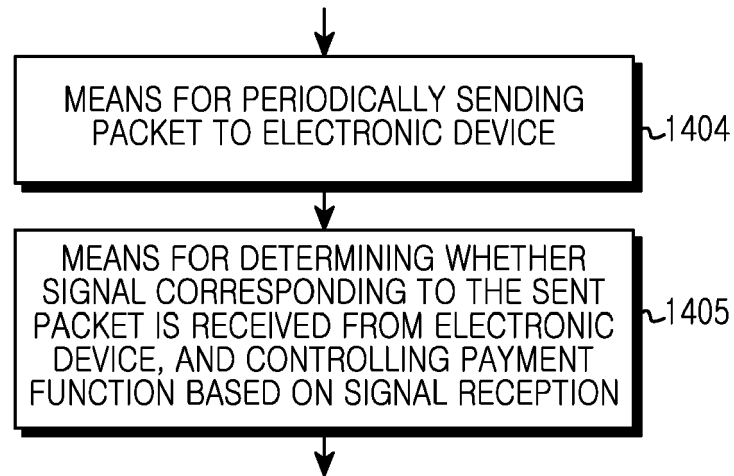 MEANS FOR PERIODICALLY SENDING
PACKET TO ELECTRONIC DEVICE
1404
MEANS FOR DETERMINING WHETHER
SIGNAL CORRESPONDING TO THE SENT
PACKET IS RECEIVED FROM ELECTRONIC
DEVICE, AND CONTROLLING PAYMENT
FUNCTION BASED ON SIGNAL RECEPTION
1405